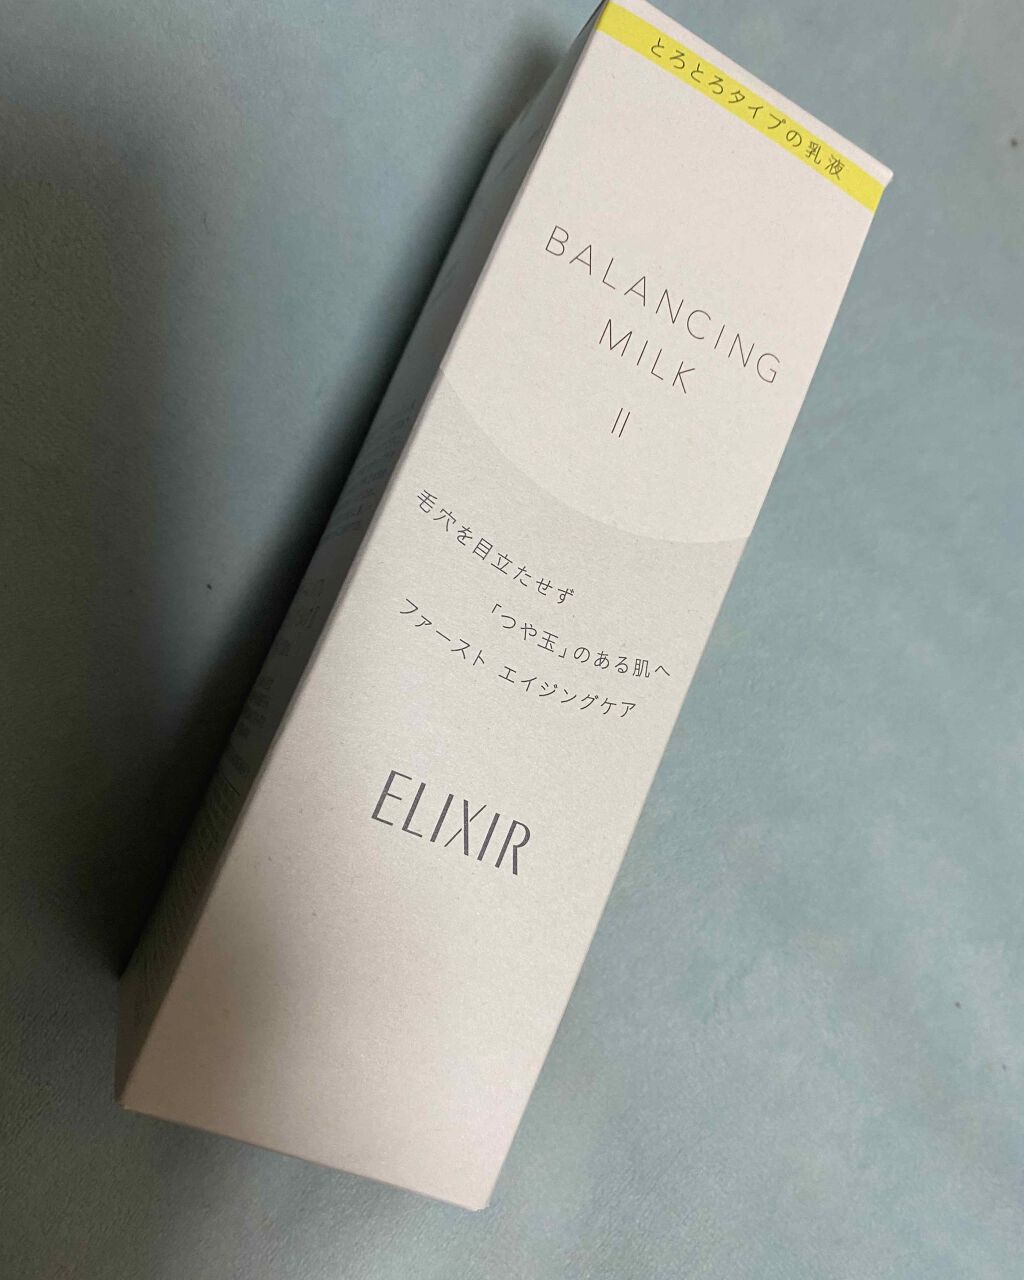 とろとろタイプの乳液
BALANCING
MILK
II
毛穴を目立たせず
「つや玉」のある肌へ
ファースト エイジングケア
ELIXIR